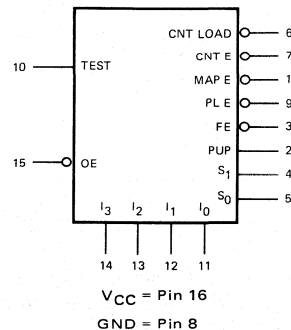 CNT LOAD 6
CNT E 7
10 TEST
MAP E 1
PL E 9
FE 3
PUP 2
15 OE
S1 4
S0 5
I3 I2 I1 I0
14 13 12 11
VCC = Pin 16
GND = Pin 8